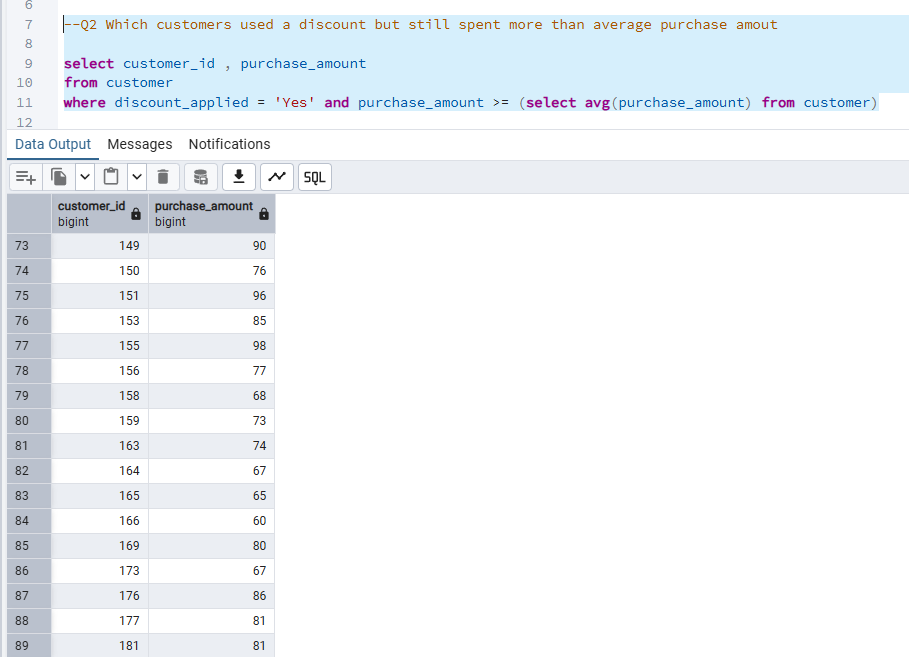 6
7 --Q2 Which customers used a discount but still spent more than average purchase amout
8
9 select customer_id , purchase_amount
10 from customer
11 where discount_applied = 'Yes' and purchase_amount >= (select avg(purchase_amount) from customer)
12
Data Output Messages Notifications
SQL
customer_id purchase_amount
bigint bigint
73 149 90
74 150 76
75 151 96
76 153 85
77 155 98
78 156 77
79 158 68
80 159 73
81 163 74
82 164 67
83 165 65
84 166 60
85 169 80
86 173 67
87 176 86
88 177 81
89 181 81